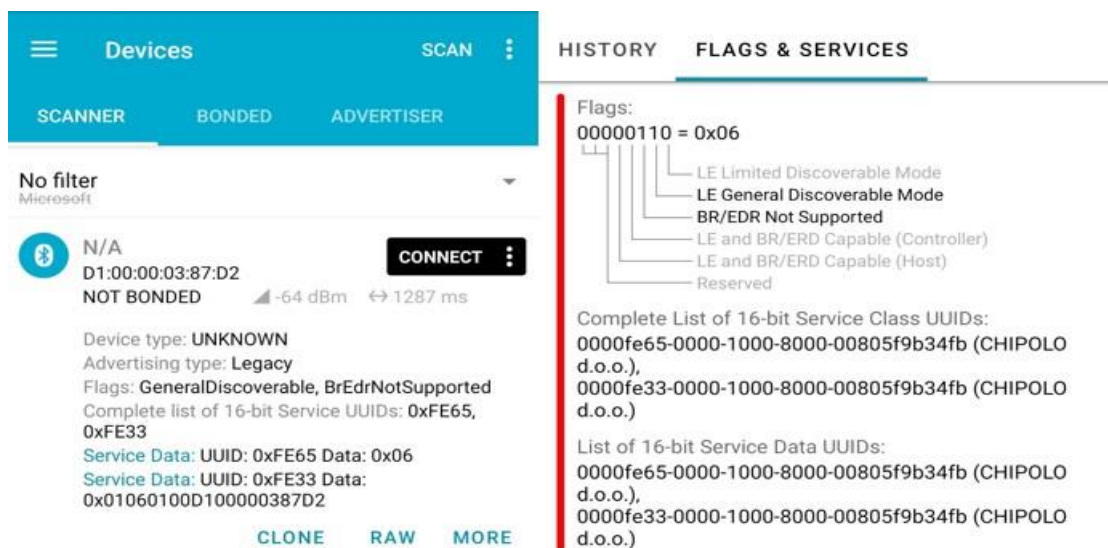 Devices
SCAN
SCANNER
BONDED
ADVERTISER
No filter
Microsoft
N/A
D1:00:00:03:87:D2
CONNECT
NOT BONDED
-64 dBm
1287 ms
Device type: UNKNOWN
Advertising type: Legacy
Flags: GeneralDiscoverable, BrEdrNotSupported
Complete list of 16-bit Service UUIDs: 0xFE65,
0xFE33
Service Data: UUID: 0xFE65 Data: 0x06
Service Data: UUID: 0xFE33 Data:
0x01060100D100000387D2
CLONE
RAW
MORE
HISTORY
FLAGS & SERVICES
Flags:
00000110 = 0x06
LE Limited Discoverable Mode
LE General Discoverable Mode
BR/EDR Not Supported
LE and BR/ERD Capable (Controller)
LE and BR/ERD Capable (Host)
Reserved
Complete List of 16-bit Service Class UUIDs:
0000fe65-0000-1000-8000-00805f9b34fb (CHIPOLO
d.o.o.),
0000fe33-0000-1000-8000-00805f9b34fb (CHIPOLO
d.o.o.)
List of 16-bit Service Data UUIDs:
0000fe65-0000-1000-8000-00805f9b34fb (CHIPOLO
d.o.o.),
0000fe33-0000-1000-8000-00805f9b34fb (CHIPOLO
d.o.o.)